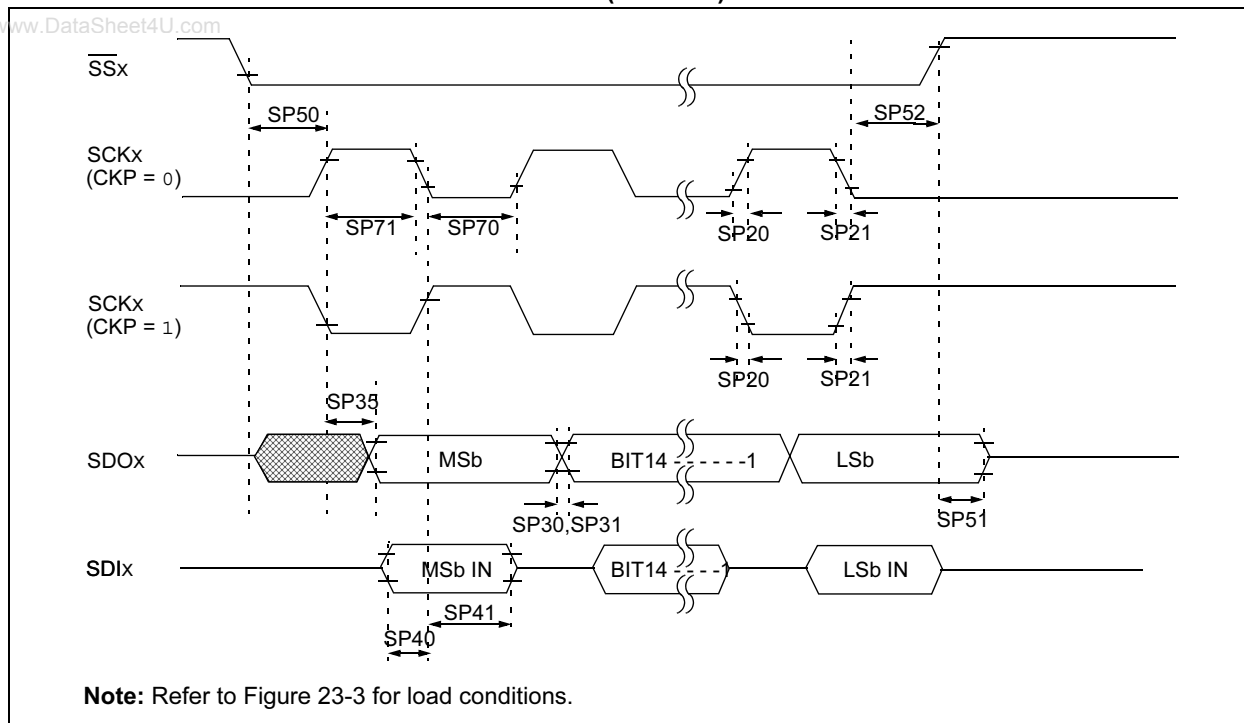 www.DataSheet4U.com
SSx
SP50
SP52
SCKx
(CKP = 0)
SP71
SP70
SP20
SP21
SCKx
(CKP = 1)
SP20
SP21
SP35
SDOx
MSb
BIT14 - - - - - -1
LSb
SP30,SP31
SP51
SDIx
MSb IN
BIT14 - - - -1
LSb IN
SP41
SP40
Note: Refer to Figure 23-3 for load conditions.